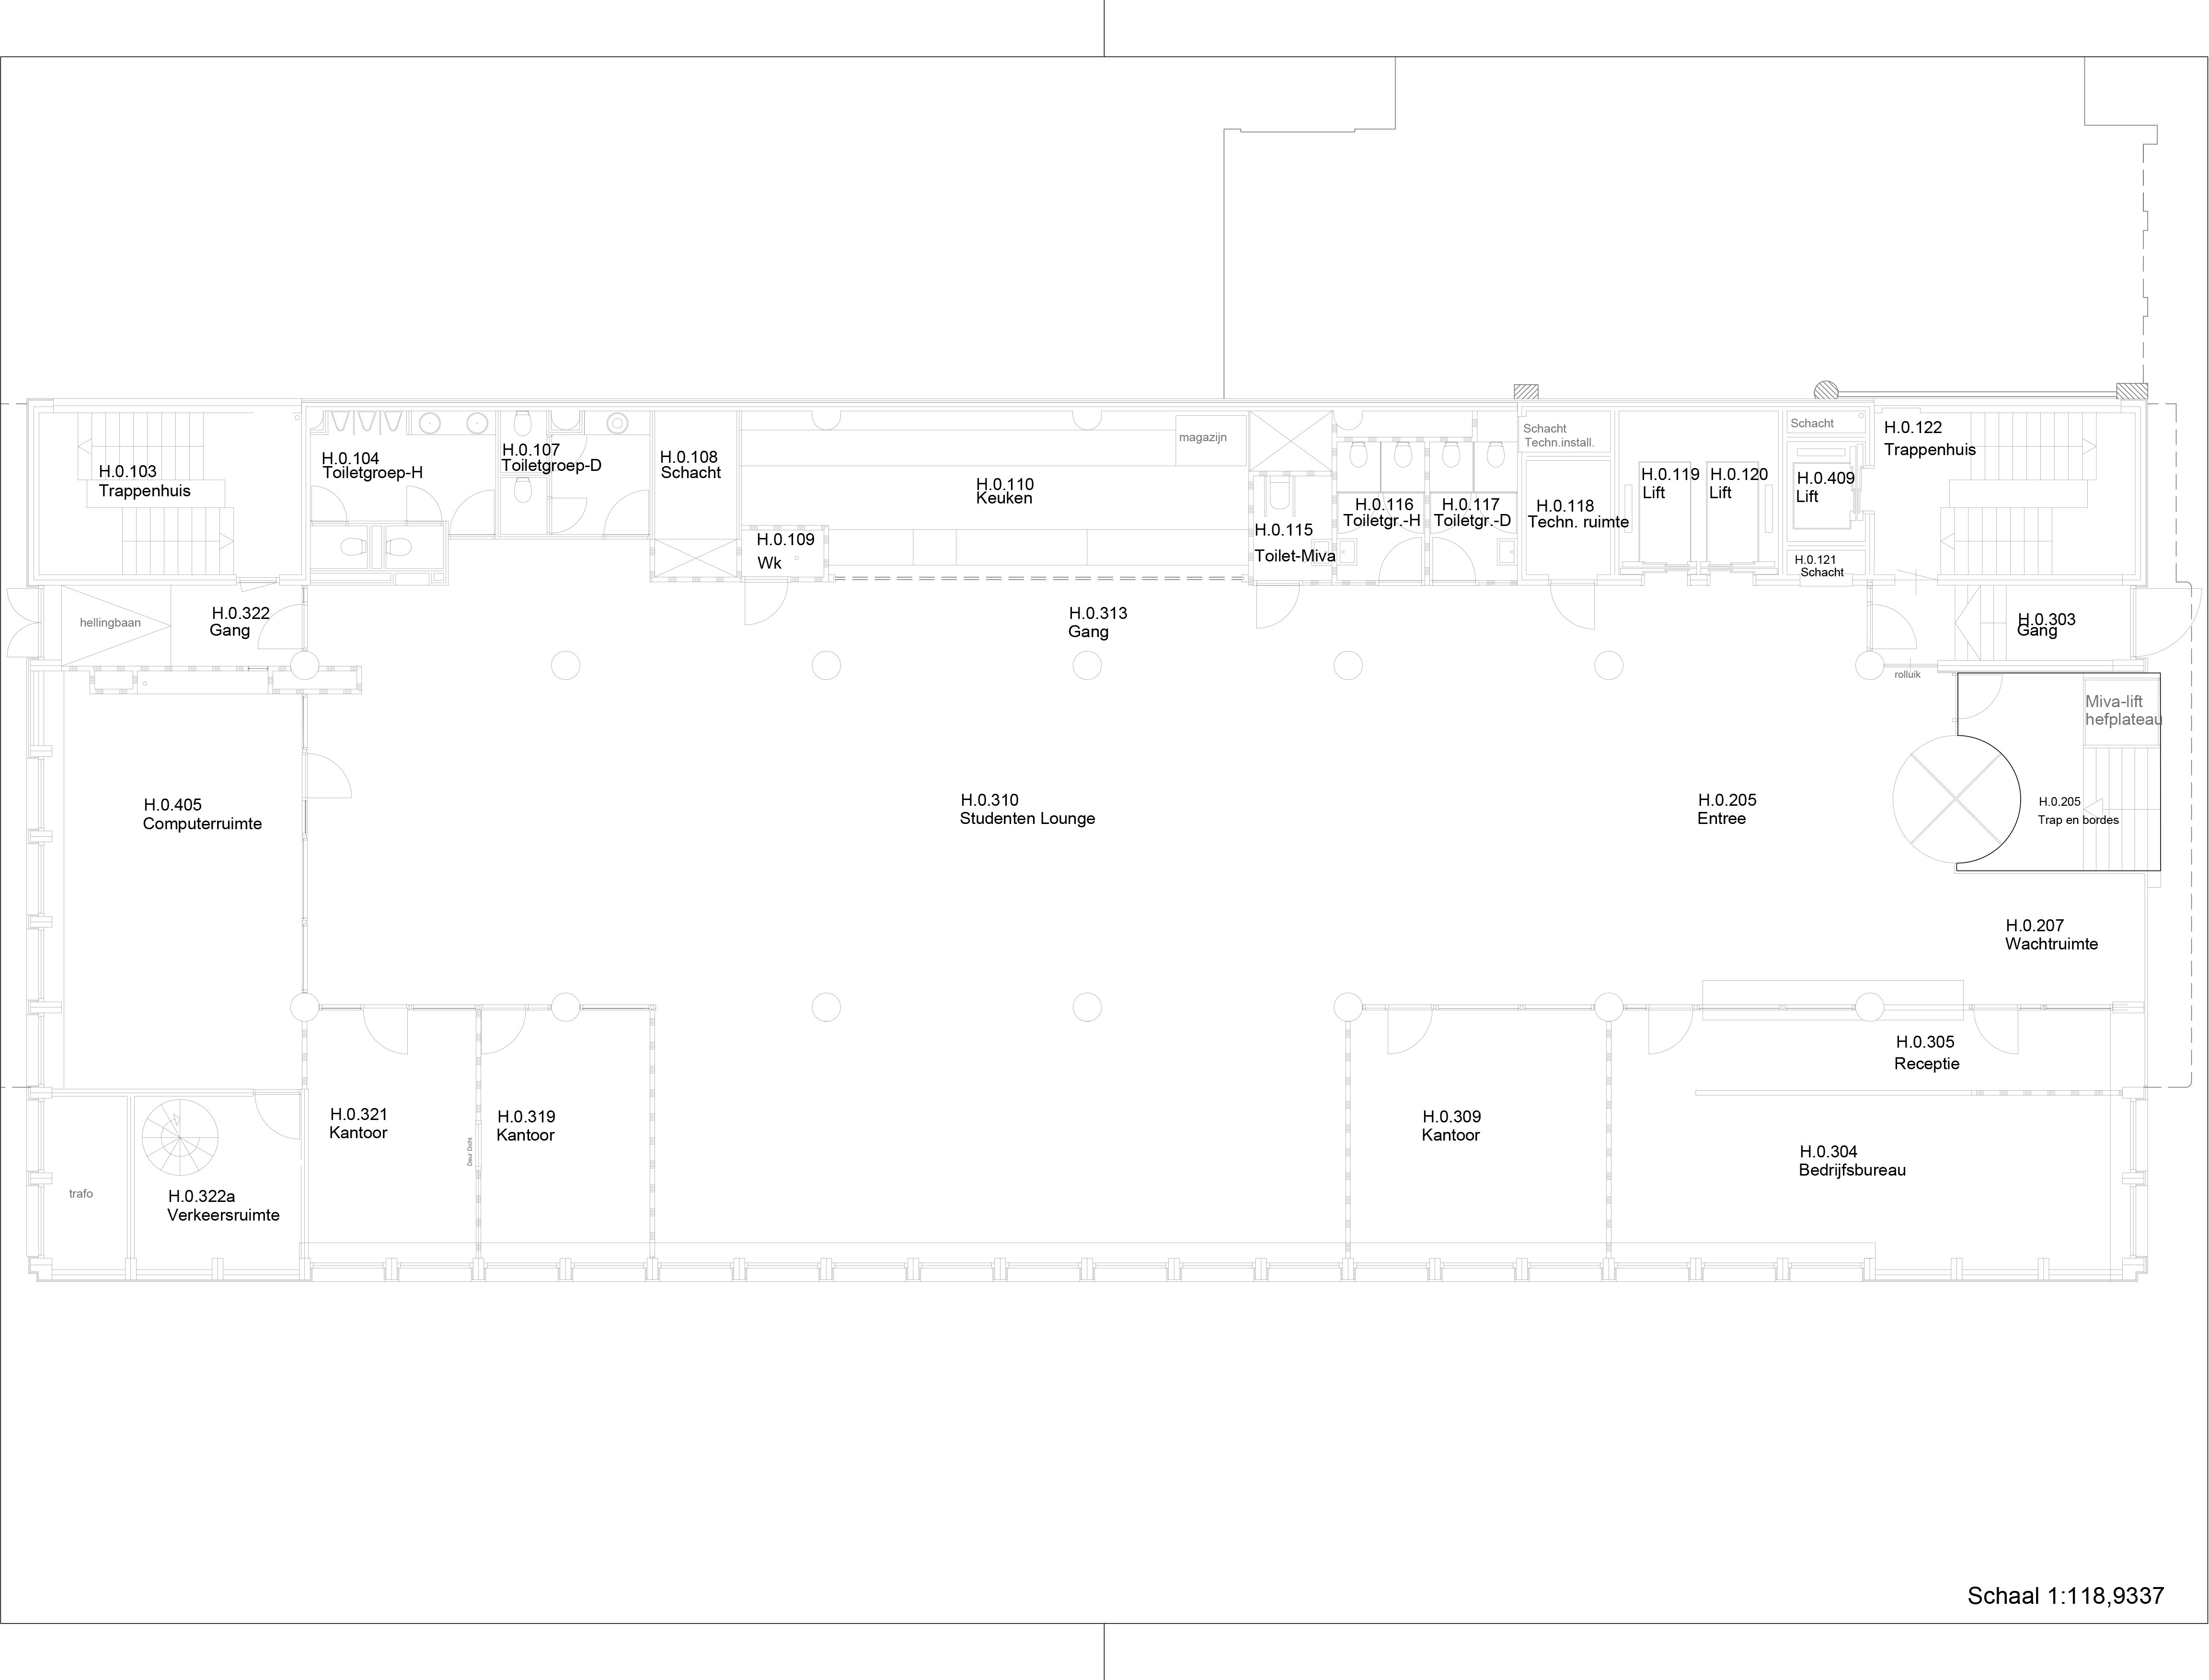 H.0.103
Trappenhuis
H.0.104
Toiletgroep-H
H.0.107
Toiletgroep-D
H.0.108
Schacht
H.0.109
Wk
H.0.110
Keuken
magazijn
H.0.115
Toilet-Miva
H.0.116
Toiletgr.-H
H.0.117
Toiletgr.-D
Schacht
Techn.install.
H.0.118
Techn. ruimte
H.0.119
Lift
H.0.120
Lift
Schacht
H.0.409
Lift
H.0.121
Schacht
H.0.122
Trappenhuis
hellingbaan
H.0.322
Gang
H.0.313
Gang
H.0.303
Gang
rolluik
Miva-lift
hefplateau
H.0.405
Computerruimte
H.0.310
Studenten Lounge
H.0.205
Entree
H.0.205
Trap en bordes
H.0.207
Wachtruimte
H.0.305
Receptie
H.0.321
Kantoor
Deur Dicht
H.0.319
Kantoor
H.0.309
Kantoor
H.0.304
Bedrijfsbureau
trafo
H.0.322a
Verkeersruimte
Schaal 1:118,9337